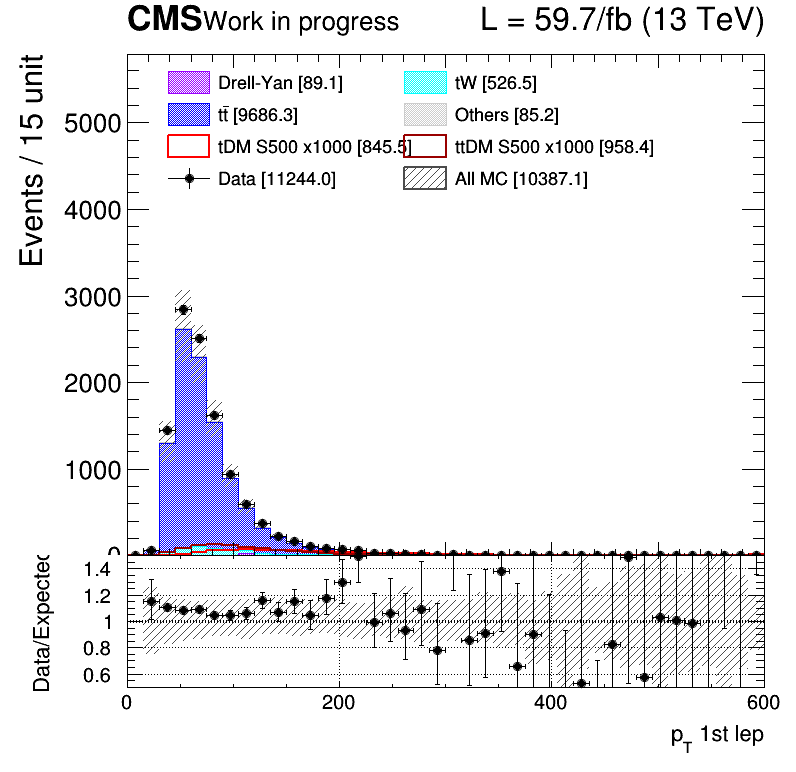 CMS Work in progress L = 59.7/fb (13 TeV)
Events / 15 unit
Drell-Yan [89.1] tW [526.5]
tt̄ [9686.3] Others [85.2]
tDM S500 x1000 [845.5] ttDM S500 x1000 [958.4]
Data [11244.0] All MC [10387.1]
5000
4000
3000
2000
1000
0
Data/Expected
1.4
1.2
1
0.8
0.6
0 200 400 600
pT 1st lep